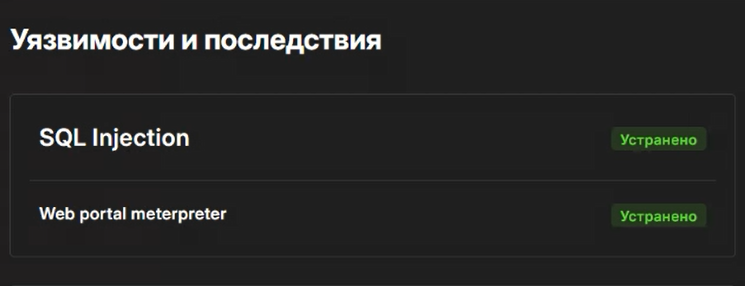 Уязвимости и последствия
SQL Injection
Устранено
Web portal meterpreter
Устранено